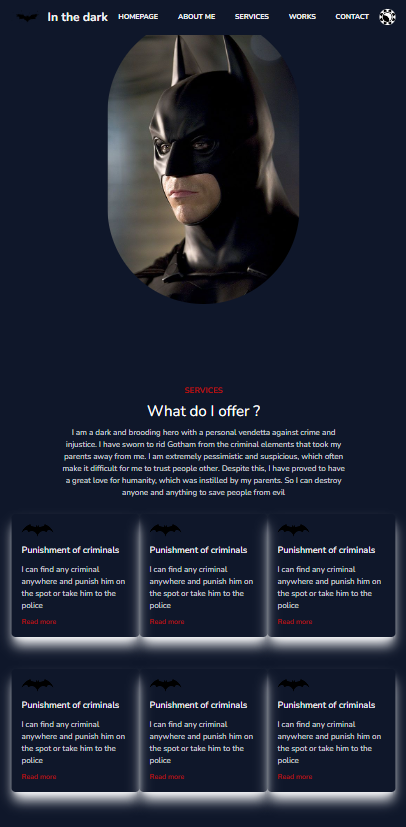 In the dark HOMEPAGE ABOUT ME SERVICES WORKS CONTACT
SERVICES
What do I offer ?
I am a dark and brooding hero with a personal vendetta against crime and
injustice. I have sworn to rid Gotham from the criminal elements that took my
parents away from me. I am extremely pessimistic and suspicious, which often
make it difficult for me to trust people other. Despite this, I have proved to have
a great love for humanity, which was instilled by my parents. So I can destroy
anyone and anything to save people from evil
Punishment of criminals
I can find any criminal
anywhere and punish him on
the spot or take him to the
police
Read more
Punishment of criminals
I can find any criminal
anywhere and punish him on
the spot or take him to the
police
Read more
Punishment of criminals
I can find any criminal
anywhere and punish him on
the spot or take him to the
police
Read more
Punishment of criminals
I can find any criminal
anywhere and punish him on
the spot or take him to the
police
Read more
Punishment of criminals
I can find any criminal
anywhere and punish him on
the spot or take him to the
police
Read more
Punishment of criminals
I can find any criminal
anywhere and punish him on
the spot or take him to the
police
Read more